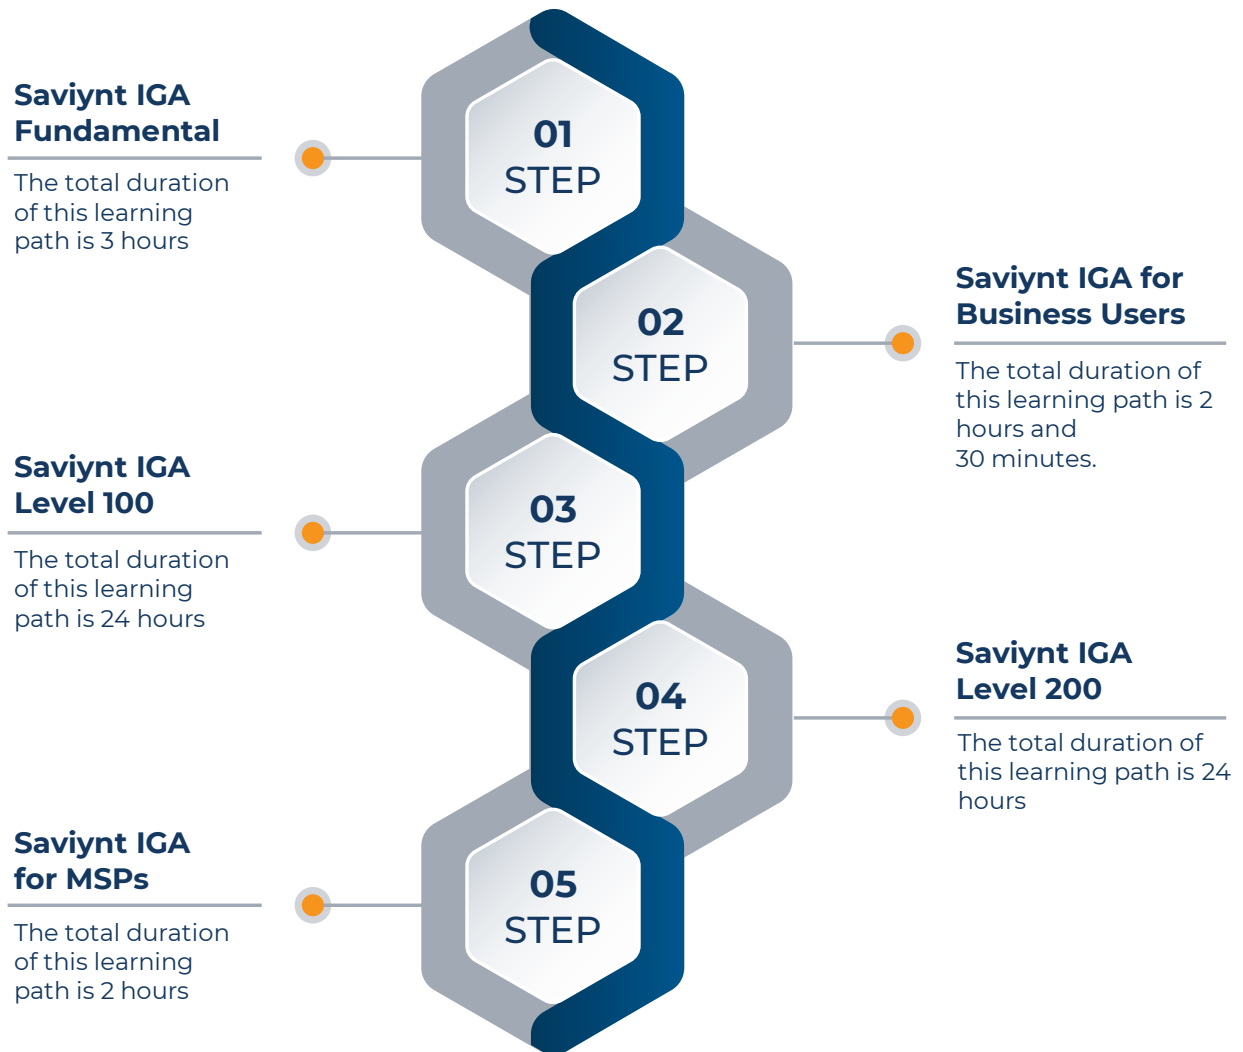 Saviynt IGA
Fundamental
The total duration
of this learning
path is 3 hours
01
STEP
02
STEP
Saviynt IGA for
Business Users
The total duration of
this learning path is 2
hours and
30 minutes.
Saviynt IGA
Level 100
The total duration
of this learning
path is 24 hours
03
STEP
04
STEP
Saviynt IGA
Level 200
The total duration of
this learning path is 24
hours
Saviynt IGA
for MSPs
The total duration
of this learning
path is 2 hours
05
STEP